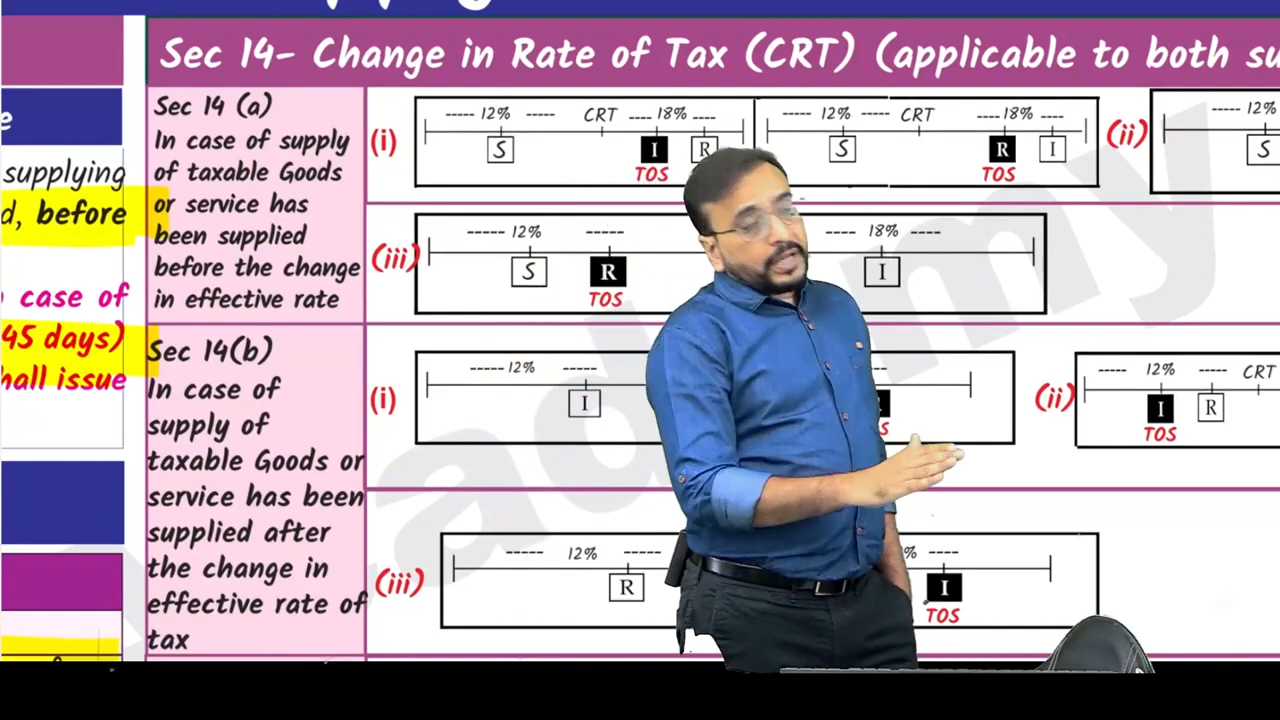 Sec 14- Change in Rate of Tax (CRT) (applicable to both su
e
supplying
d, before
case of
45 days)
hall issue
Sec 14 (a)
In case of supply
of taxable Goods
or service has
been supplied
before the change
in effective rate
(i)
----- 12% ----- CRT ---- 18% ----
S I R
TOS
----- 12% ----- CRT ---- 18% ----
S R I
TOS
(ii)
----- 12%
S
(iii)
----- 12% ----- ---- 18% ----
S R I
TOS
Sec 14(b)
In case of
supply of
taxable Goods or
service has been
supplied after
the change in
effective rate of
tax
(i)
----- 12% -----
I
S
(ii)
----- 12% ----- CRT
I R
TOS
(iii)
----- 12% ----- % ----
R I
TOS
ademy